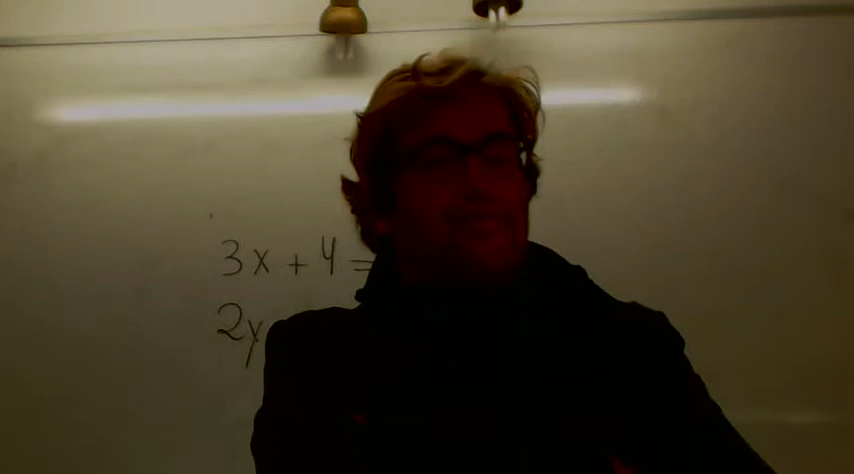 3x + 4 =
2y